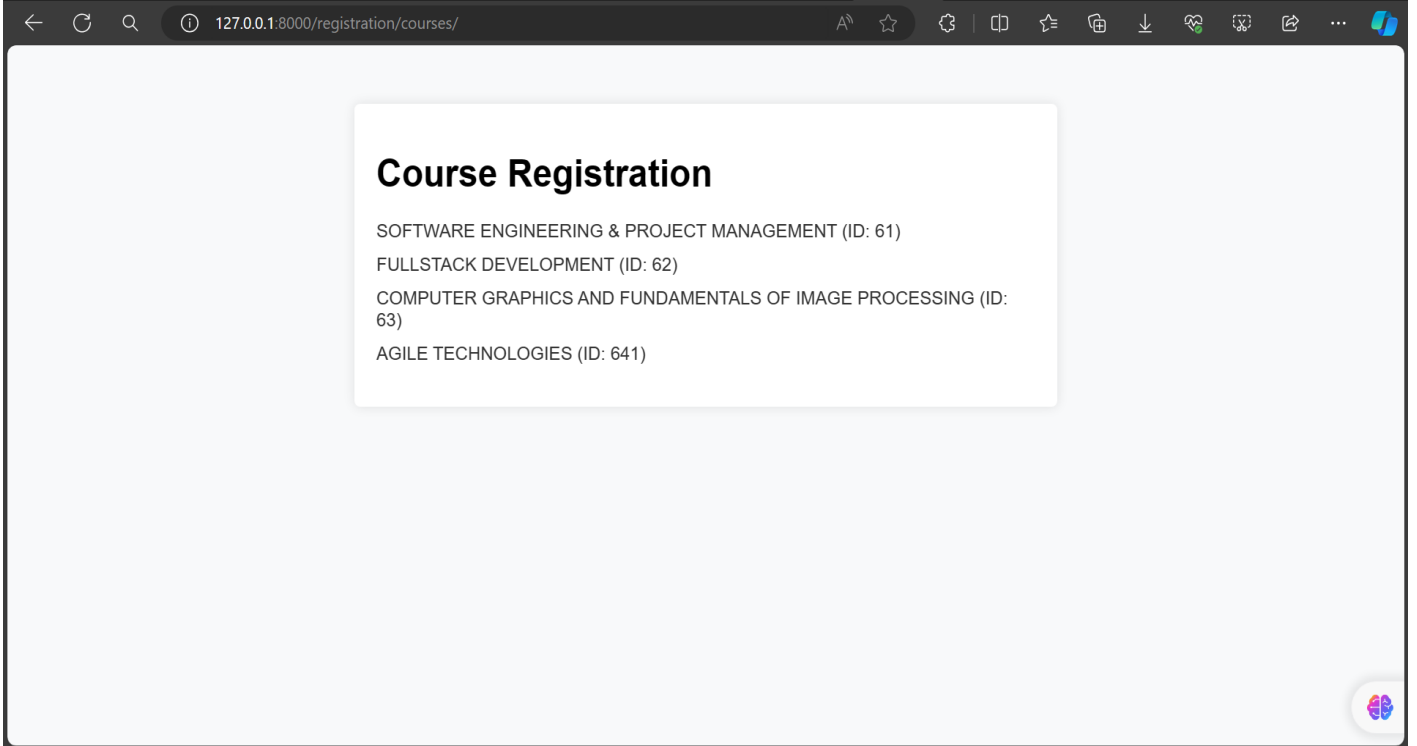 127.0.0.1:8000/registration/courses/
Course Registration
SOFTWARE ENGINEERING & PROJECT MANAGEMENT (ID: 61)
FULLSTACK DEVELOPMENT (ID: 62)
COMPUTER GRAPHICS AND FUNDAMENTALS OF IMAGE PROCESSING (ID:
63)
AGILE TECHNOLOGIES (ID: 641)